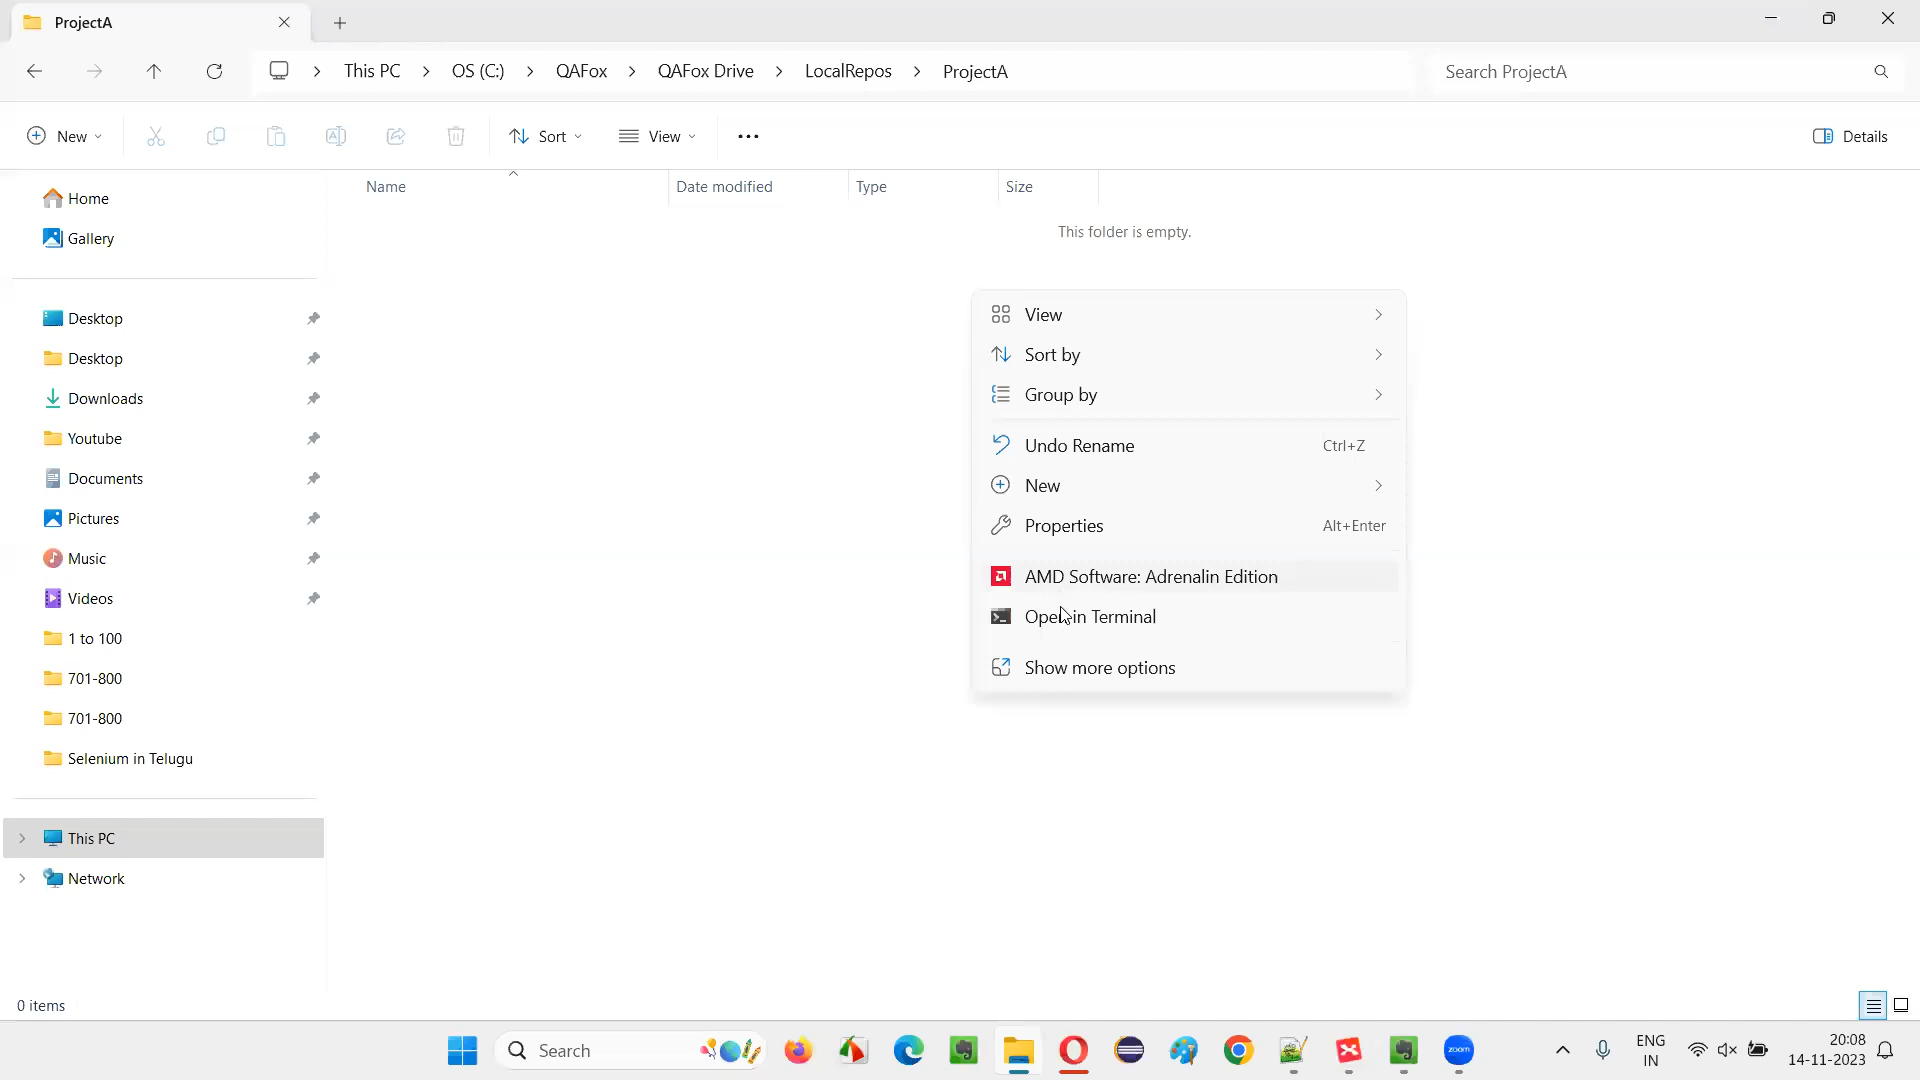 ProjectA
This PC
OS (C:)
QAFox
QAFox Drive
LocalRepos
ProjectA
Search ProjectA
New
Sort
View
Details
Name
Date modified
Type
Size
This folder is empty.
Home
Gallery
Desktop
Desktop
Downloads
Youtube
Documents
Pictures
Music
Videos
1 to 100
701-800
701-800
Selenium in Telugu
This PC
Network
View
Sort by
Group by
Undo Rename Ctrl+Z
New
Properties Alt+Enter
AMD Software: Adrenalin Edition
Open in Terminal
Show more options
0 items
Search
zoom
ENG
IN
20:08
14-11-2023